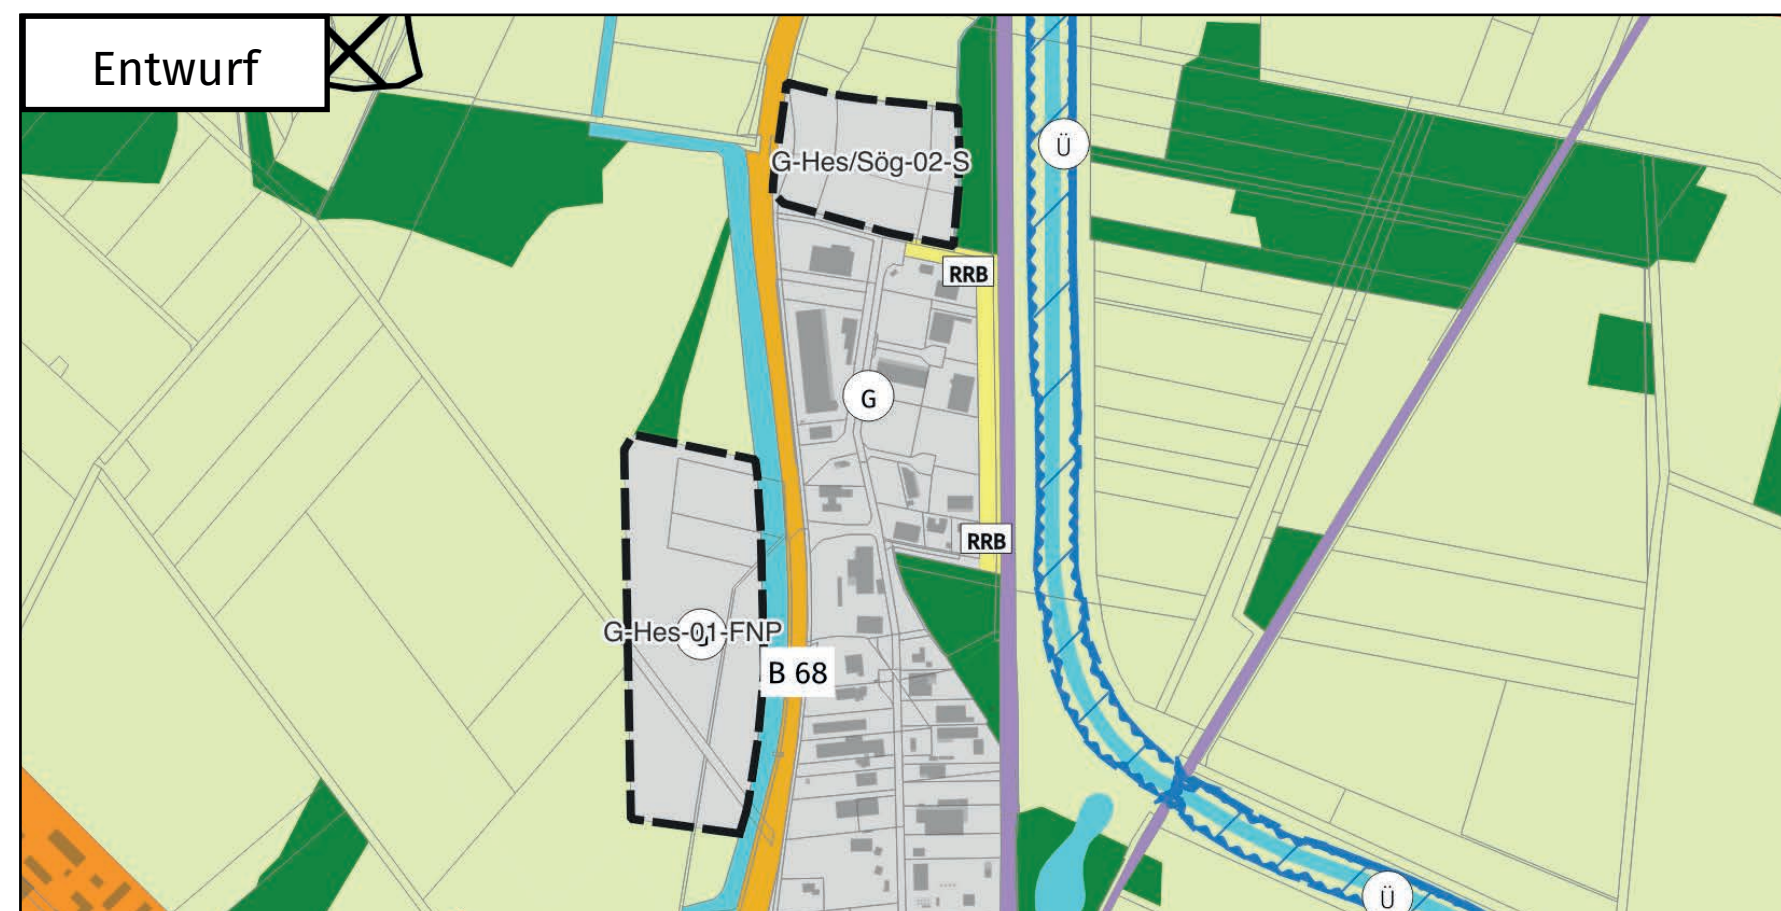 Entwurf
Ü
G-Hes/Sög-02-S
RRB
G
RRB
G-Hes-01-FNP
B 68
Ü